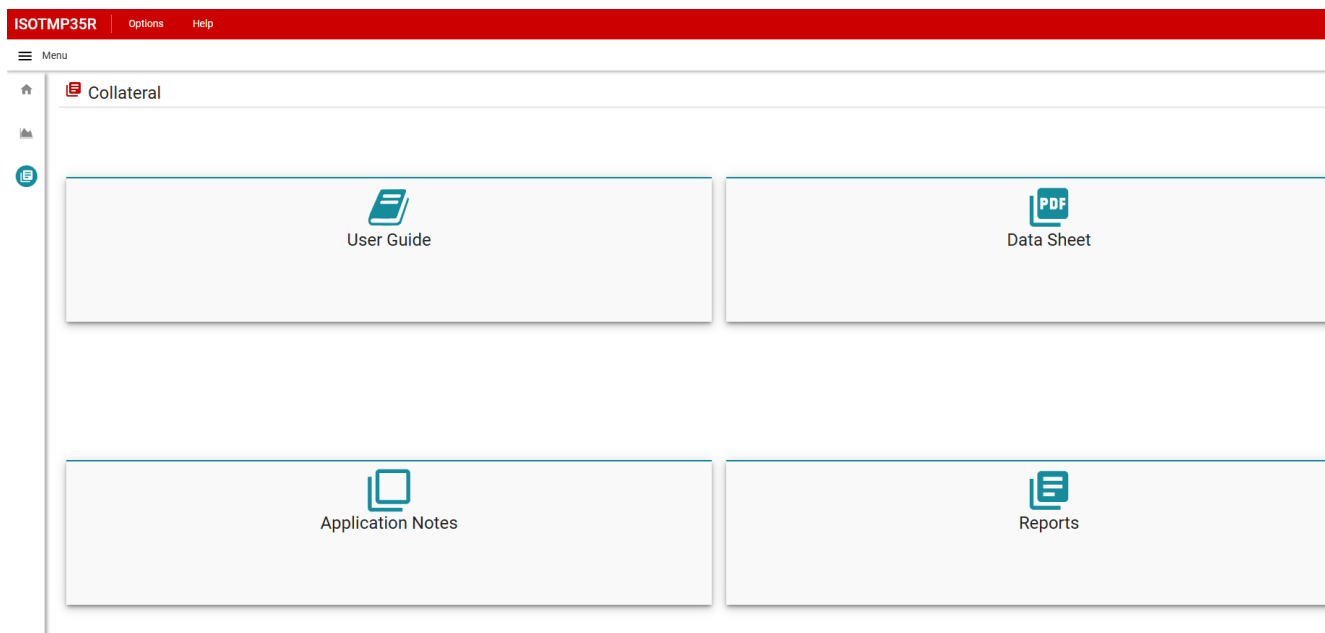 ISOTMP35R Options Help
Menu
Collateral
User Guide
PDF
Data Sheet
Application Notes
Reports